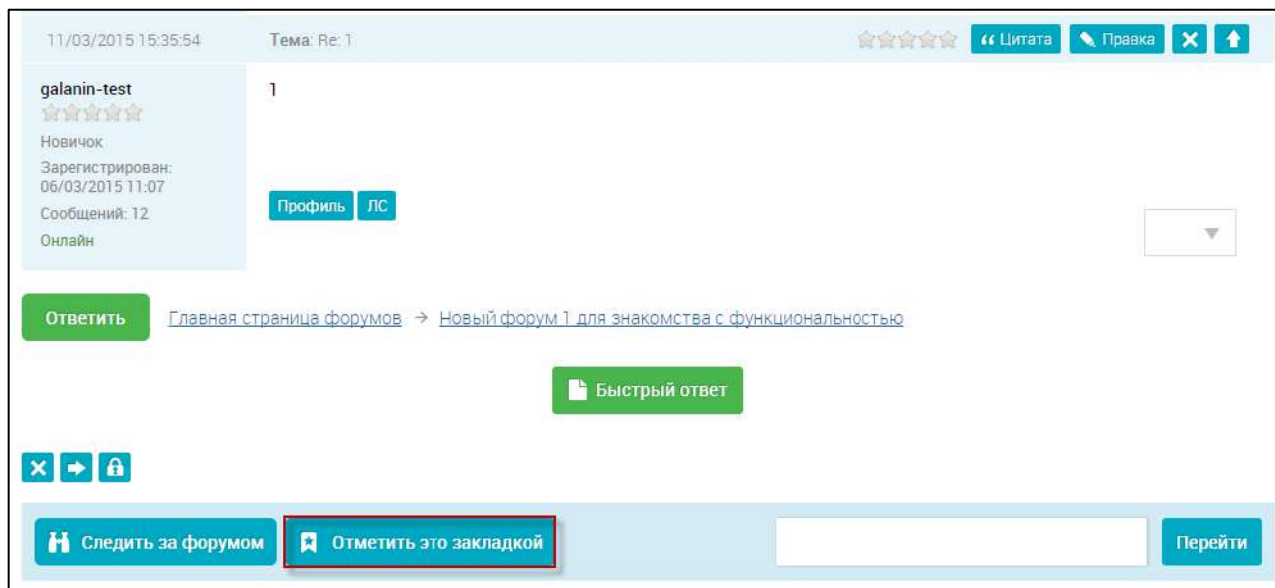 11/03/2015 15:35:54 Тема: Re: 1 Цитата Правка
galanin-test 1
Новичок
Зарегистрирован:
06/03/2015 11:07
Сообщений: 12
Онлайн
Профиль ЛС
Ответить Главная страница форумов → Новый форум 1 для знакомства с функциональностью
Быстрый ответ
Следить за форумом Отметить это закладкой Перейти